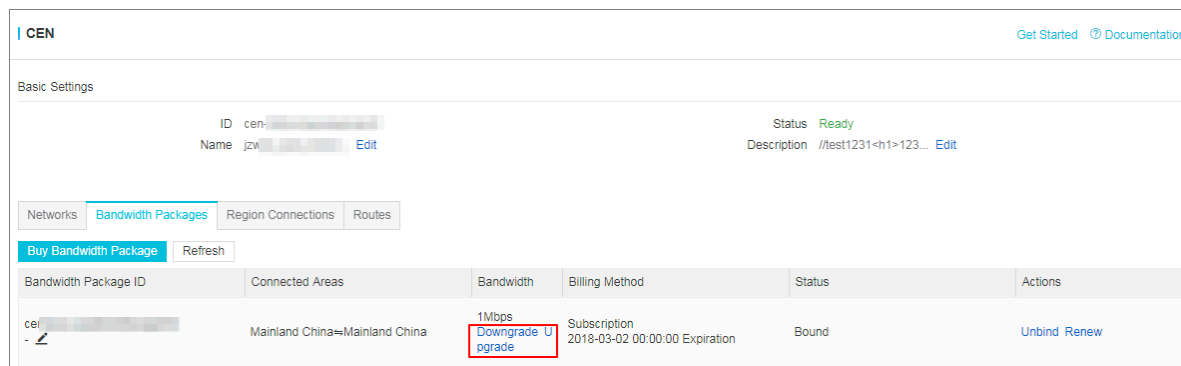 CEN
Get Started Documentation
Basic Settings
ID cen-
Status Ready
Name jzw Edit
Description //test1231<h1>123... Edit
Networks Bandwidth Packages Region Connections Routes
Buy Bandwidth Package Refresh
Bandwidth Package ID Connected Areas Bandwidth Billing Method Status Actions
cen
-
Mainland China⇋Mainland China
1Mbps
Downgrade U
pgrade
Subscription
2018-03-02 00:00:00 Expiration
Bound
Unbind Renew